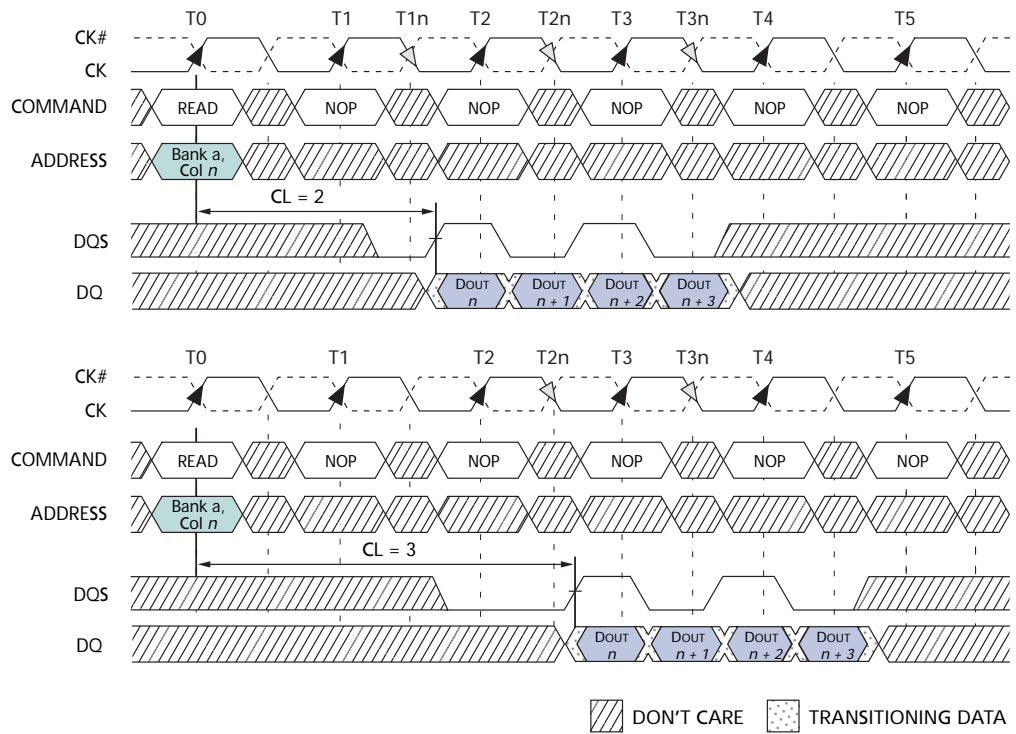 T0 T1 T1n T2 T2n T3 T3n T4 T5
CK#
CK
COMMAND READ NOP NOP NOP NOP NOP
ADDRESS Bank a,
Col n
CL = 2
DQS
DQ DOUT DOUT DOUT DOUT
n n + 1 n + 2 n + 3
T0 T1 T2 T2n T3 T3n T4 T5
CK#
CK
COMMAND READ NOP NOP NOP NOP NOP
ADDRESS Bank a,
Col n
CL = 3
DQS
DQ DOUT DOUT DOUT DOUT
n n + 1 n + 2 n + 3
DON'T CARE TRANSITIONING DATA